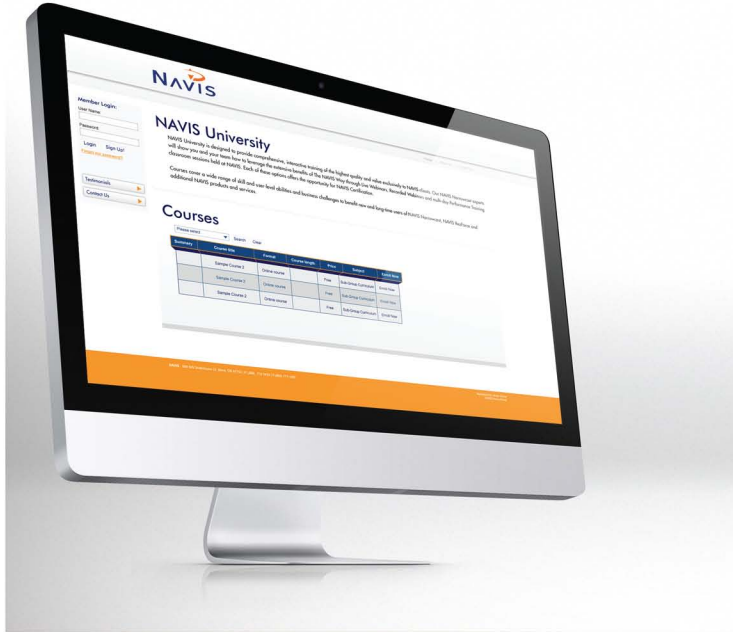 NAVIS
Member Login:
User Name
Password
Login Sign Up!
Testimonials
Contact Us
NAVIS University
NAVIS University is designed to provide comprehensive, interactive training of the highest quality and value exclusively to NAVIS clients. Our NAVIS Narrowcast experts
will show you and your team how to leverage the extensive benefits of The NAVIS Way through Live Webinars, Recorded Webinars and multi-day Performance Training
classroom sessions held at NAVIS. Each of these options offers the opportunity for NAVIS Certification.
Courses cover a wide range of skill and user level abilities and business challenges to benefit new and long-time users of NAVIS Narrowcast, NAVIS RezForce and
additional NAVIS products and services.
Courses
Please select Search Clear
Summary Course title Format Course length Price Subject Enroll Now
Sample Course 2 Online course Free Sub-Group Curriculum Enroll Now
Sample Course 2 Online course Free Sub-Group Curriculum Enroll Now
Sample Course 2 Online course Free Sub-Group Curriculum Enroll Now